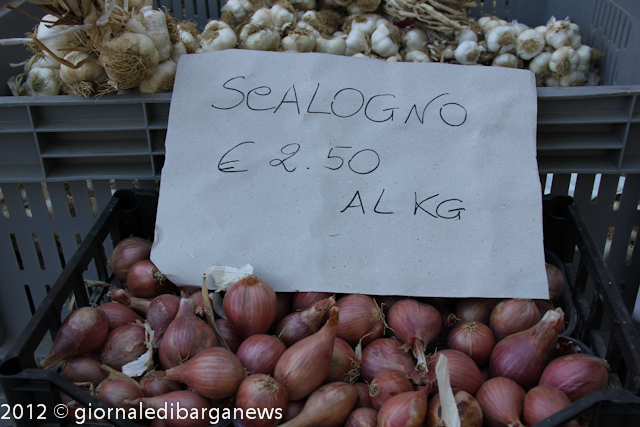 SCALOGNO
€ 2.50
AL KG
2012 © giornaledibarganews